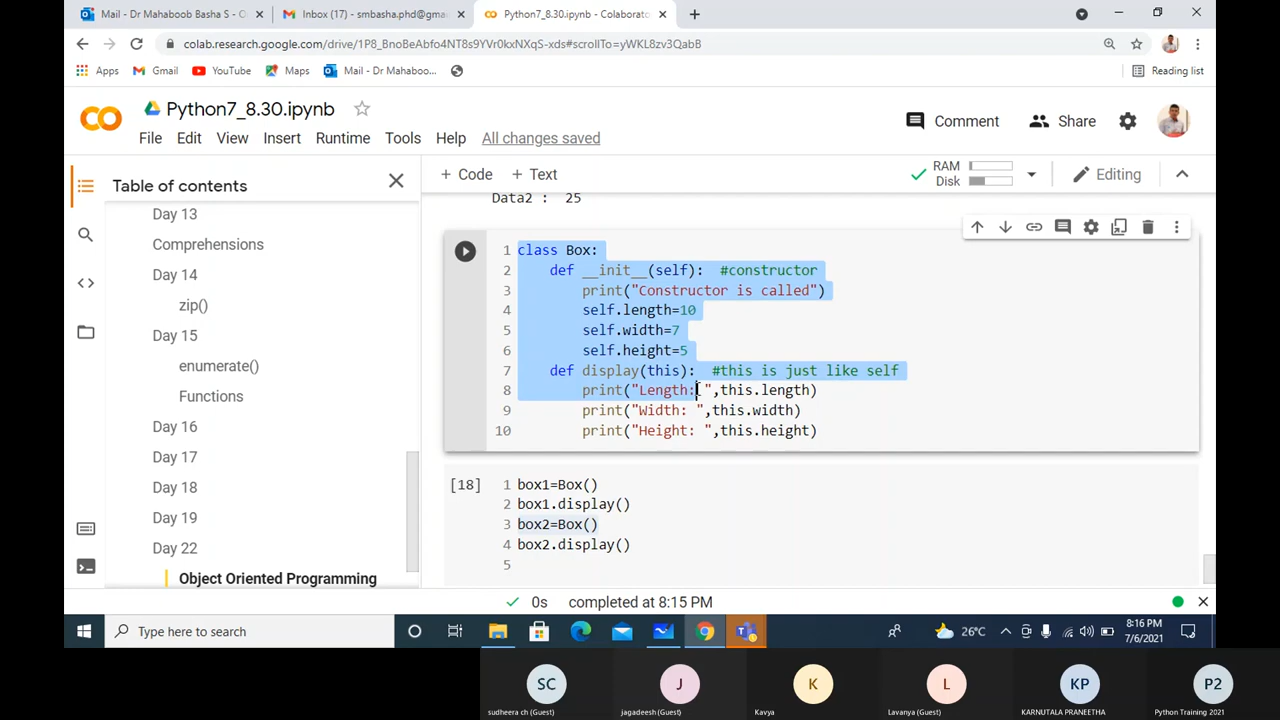 Mail - Dr Mahaboob Basha S - O
Inbox (17) - smbasha.phd@gma
Python7_8.30.ipynb - Colaborato
colab.research.google.com/drive/1P8_BnoBeAbfo4NT8s9YVr0kxNXqS-xds#scrollTo=yWKL8zv3QabB
Apps
Gmail
YouTube
Maps
Mail - Dr Mahaboo...
Reading list
CO
Python7_8.30.ipynb
File Edit View Insert Runtime Tools Help All changes saved
Comment
Share
Table of contents
+ Code + Text
RAM
Disk
Editing
Day 13
Comprehensions
Day 14
zip()
Day 15
enumerate()
Functions
Day 16
Day 17
Day 18
Day 19
Day 22
Object Oriented Programming
Data2 : 25
1 class Box:
2 def __init__(self): #constructor
3 print("Constructor is called")
4 self.length=10
5 self.width=7
6 self.height=5
7 def display(this): #this is just like self
8 print("Length: ",this.length)
9 print("Width: ",this.width)
10 print("Height: ",this.height)
[18] 1 box1=Box()
2 box1.display()
3 box2=Box()
4 box2.display()
5
0s completed at 8:15 PM
Type here to search
26°C
8:16 PM
7/6/2021
SC
J
K
L
KP
P2
sudheera ch (Guest)
jagadeesh (Guest)
Kavya
Lavanya (Guest)
KARNUTALA PRANEETHA
Python Training 2021